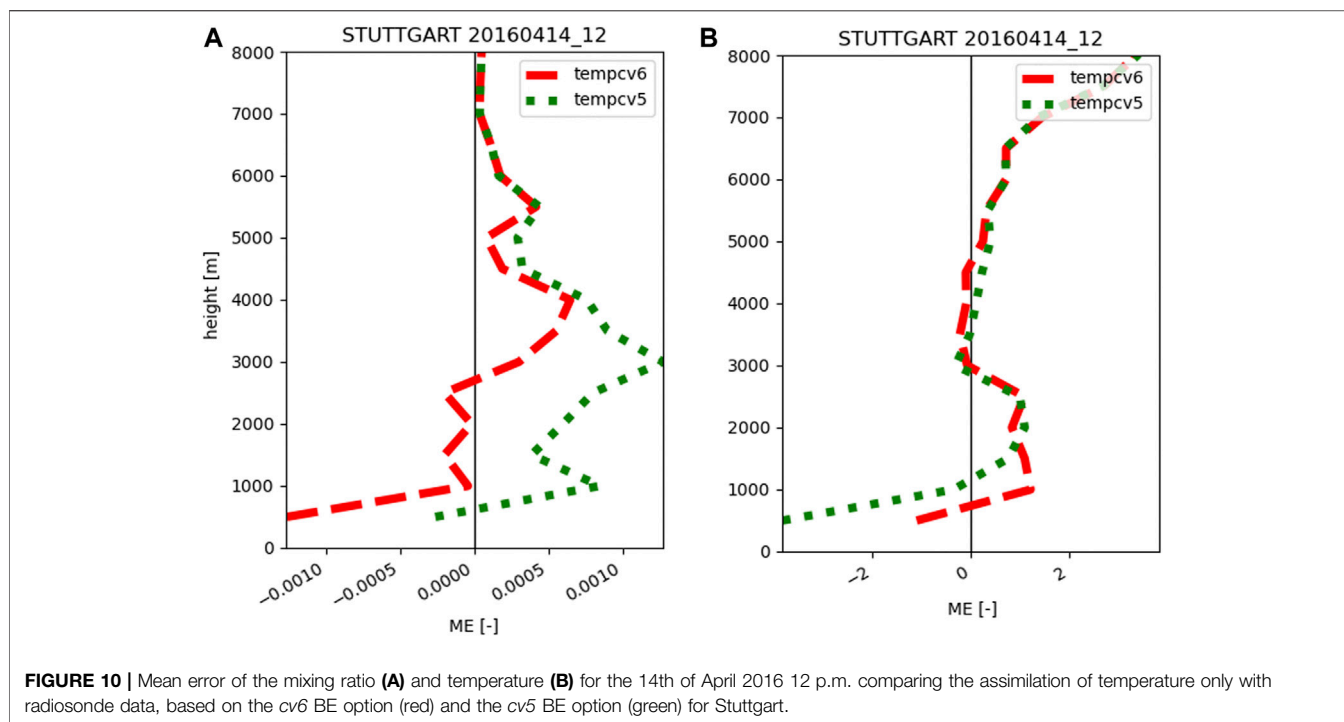 A
STUTTGART 20160414_12
8000
7000
6000
5000
4000
3000
2000
1000
0
height [m]
tempcv6
tempcv5
−0.0010
−0.0005
0.0000
0.0005
0.0010
ME [-]
B
STUTTGART 20160414_12
8000
7000
6000
5000
4000
3000
2000
1000
0
tempcv6
tempcv5
−2
0
2
ME [-]
FIGURE 10 | Mean error of the mixing ratio (A) and temperature (B) for the 14th of April 2016 12 p.m. comparing the assimilation of temperature only with
radiosonde data, based on the cv6 BE option (red) and the cv5 BE option (green) for Stuttgart.